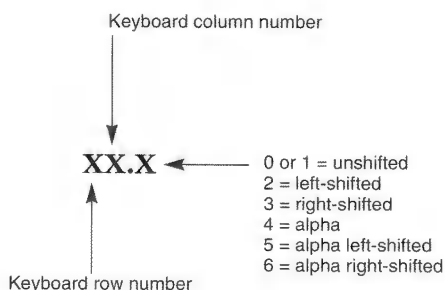 Keyboard column number
XX.X
0 or 1 = unshifted
2 = left-shifted
3 = right-shifted
4 = alpha
5 = alpha left-shifted
6 = alpha right-shifted
Keyboard row number